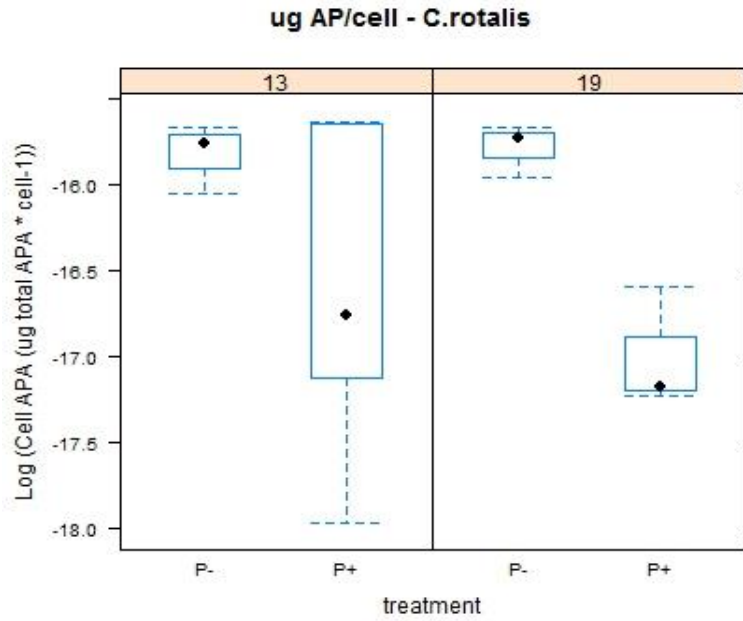 ug AP/cell - C.rotalis
13 19
Log (Cell APA (ug total APA * cell-1))
-16.0
-16.5
-17.0
-17.5
-18.0
P- P+ P- P+
treatment